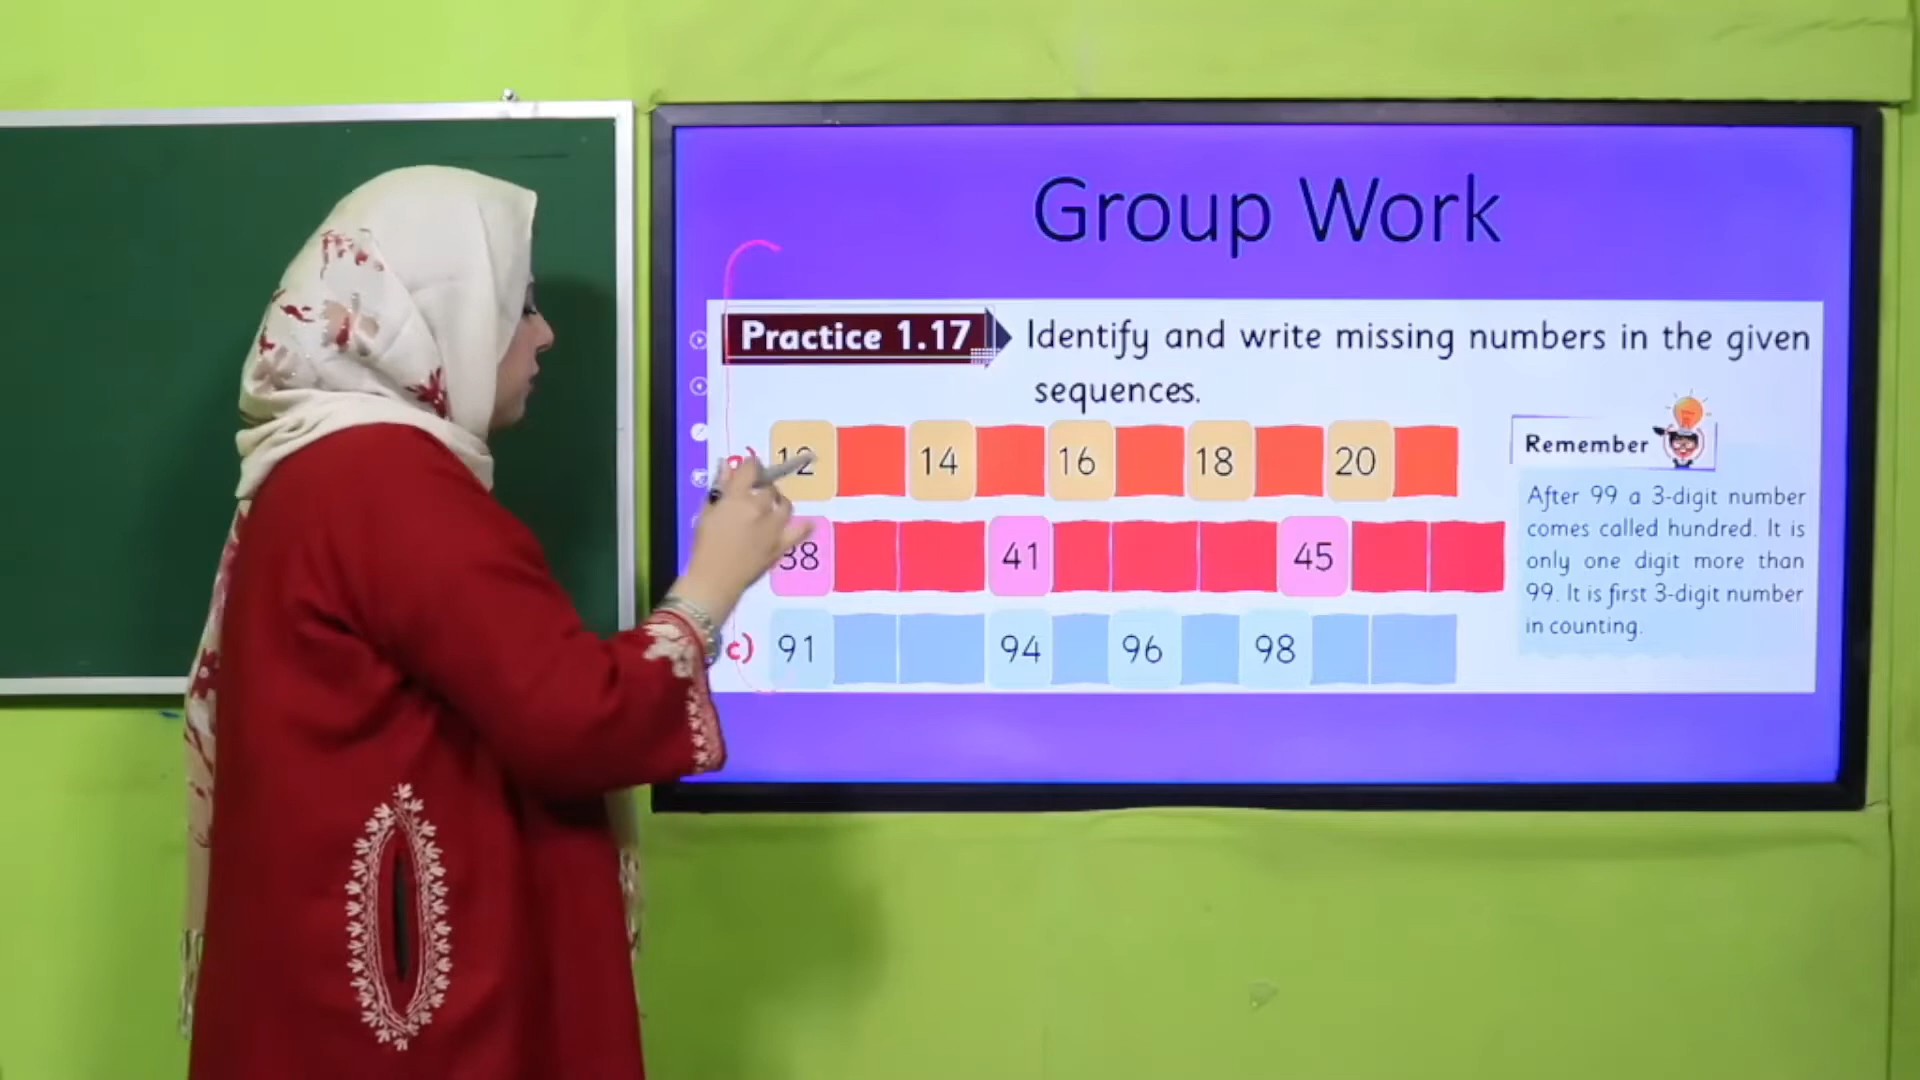 Group Work
Practice 1.17 Identify and write missing numbers in the given
sequences.
12 14 16 18 20
38 41 45
c) 91 94 96 98
Remember
After 99 a 3-digit number
comes called hundred. It is
only one digit more than
99. It is first 3-digit number
in counting.